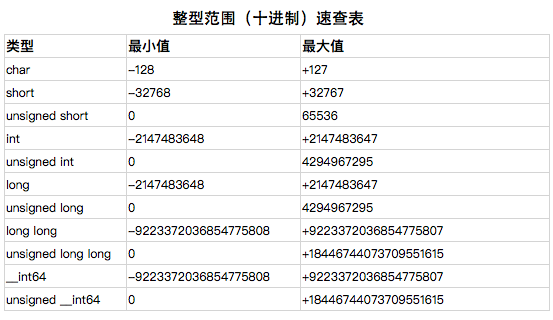 整型范围（十进制）速查表
类型 最小值 最大值
char –128 +127
short –32768 +32767
unsigned short 0 65536
int –2147483648 +2147483647
unsigned int 0 4294967295
long –2147483648 +2147483647
unsigned long 0 4294967295
long long –9223372036854775808 +9223372036854775807
unsigned long long 0 +18446744073709551615
__int64 –9223372036854775808 +9223372036854775807
unsigned __int64 0 +18446744073709551615